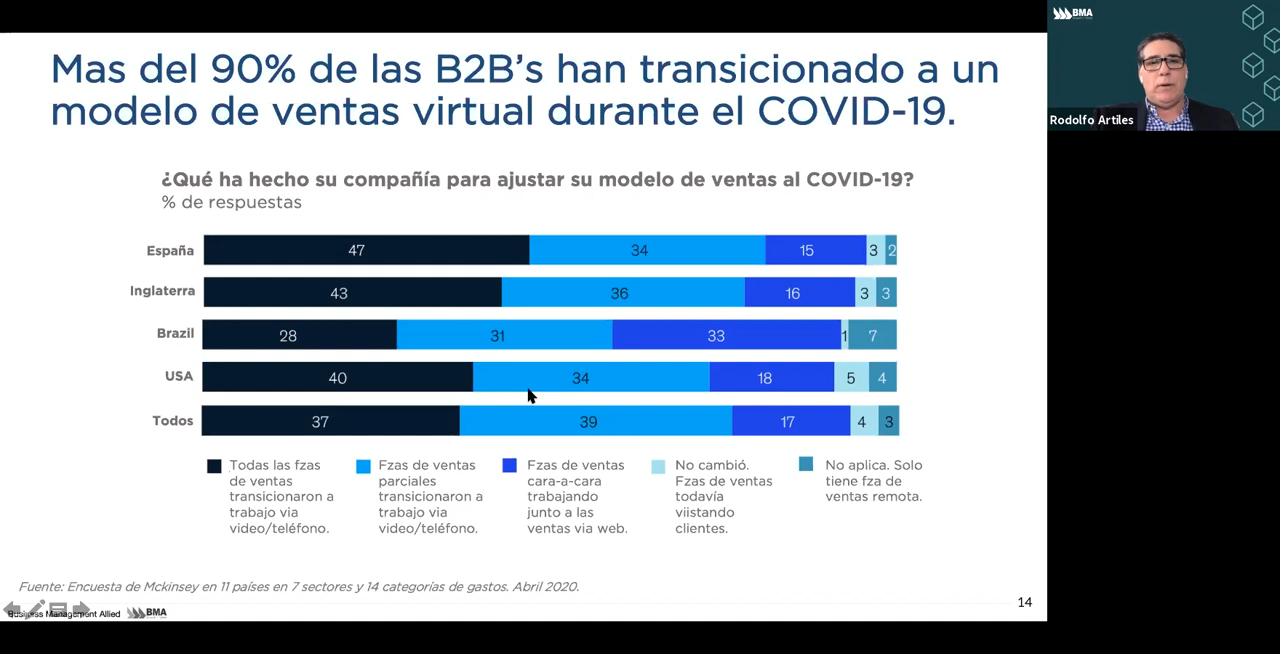 Mas del 90% de las B2B's han transicionado a un
modelo de ventas virtual durante el COVID-19.
BMA
Rodolfo Artiles
¿Qué ha hecho su compañía para ajustar su modelo de ventas al COVID-19?
% de respuestas
España 47 34 15 3 2
Inglaterra 43 36 16 3 3
Brazil 28 31 33 1 7
USA 40 34 18 5 4
Todos 37 39 17 4 3
Todas las fzas
de ventas
transicionaron a
trabajo via
video/teléfono.
Fzas de ventas
parciales
transicionaron a
trabajo via
video/teléfono.
Fzas de ventas
cara-a-cara
trabajando
junto a las
ventas via web.
No cambió.
Fzas de ventas
todavía
viistando
clientes.
No aplica. Solo
tiene fza de
ventas remota.
Fuente: Encuesta de Mckinsey en 11 países en 7 sectores y 14 categorías de gastos. Abril 2020.
14
Business Management Allied BMA